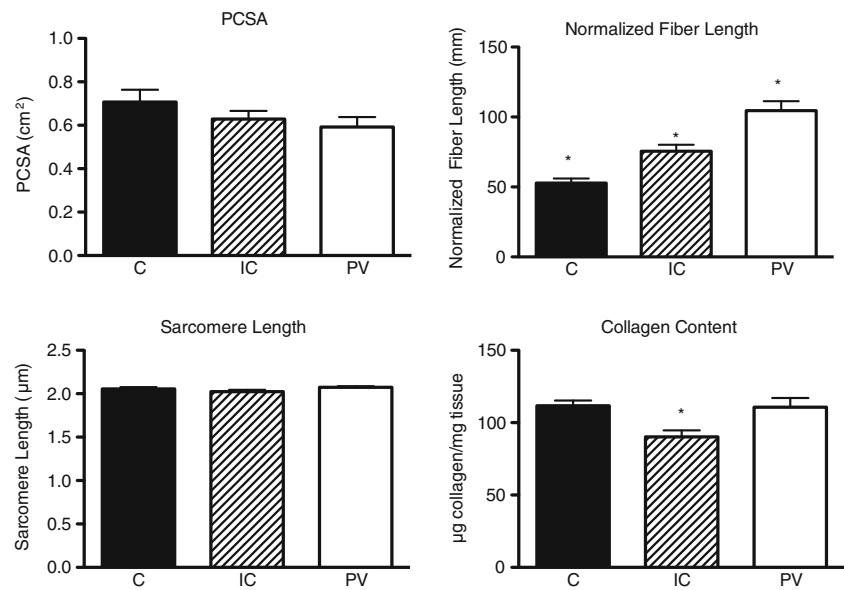 PCSA
PCSA (cm²)
1.0
0.8
0.6
0.4
0.2
0.0
C IC PV
Normalized Fiber Length
Normalized Fiber Length (mm)
150
100
50
0
* * *
C IC PV
Sarcomere Length
Sarcomere Length (μm)
2.5
2.0
1.5
1.0
0.5
0.0
C IC PV
Collagen Content
μg collagen/mg tissue
150
100
50
0
*
C IC PV